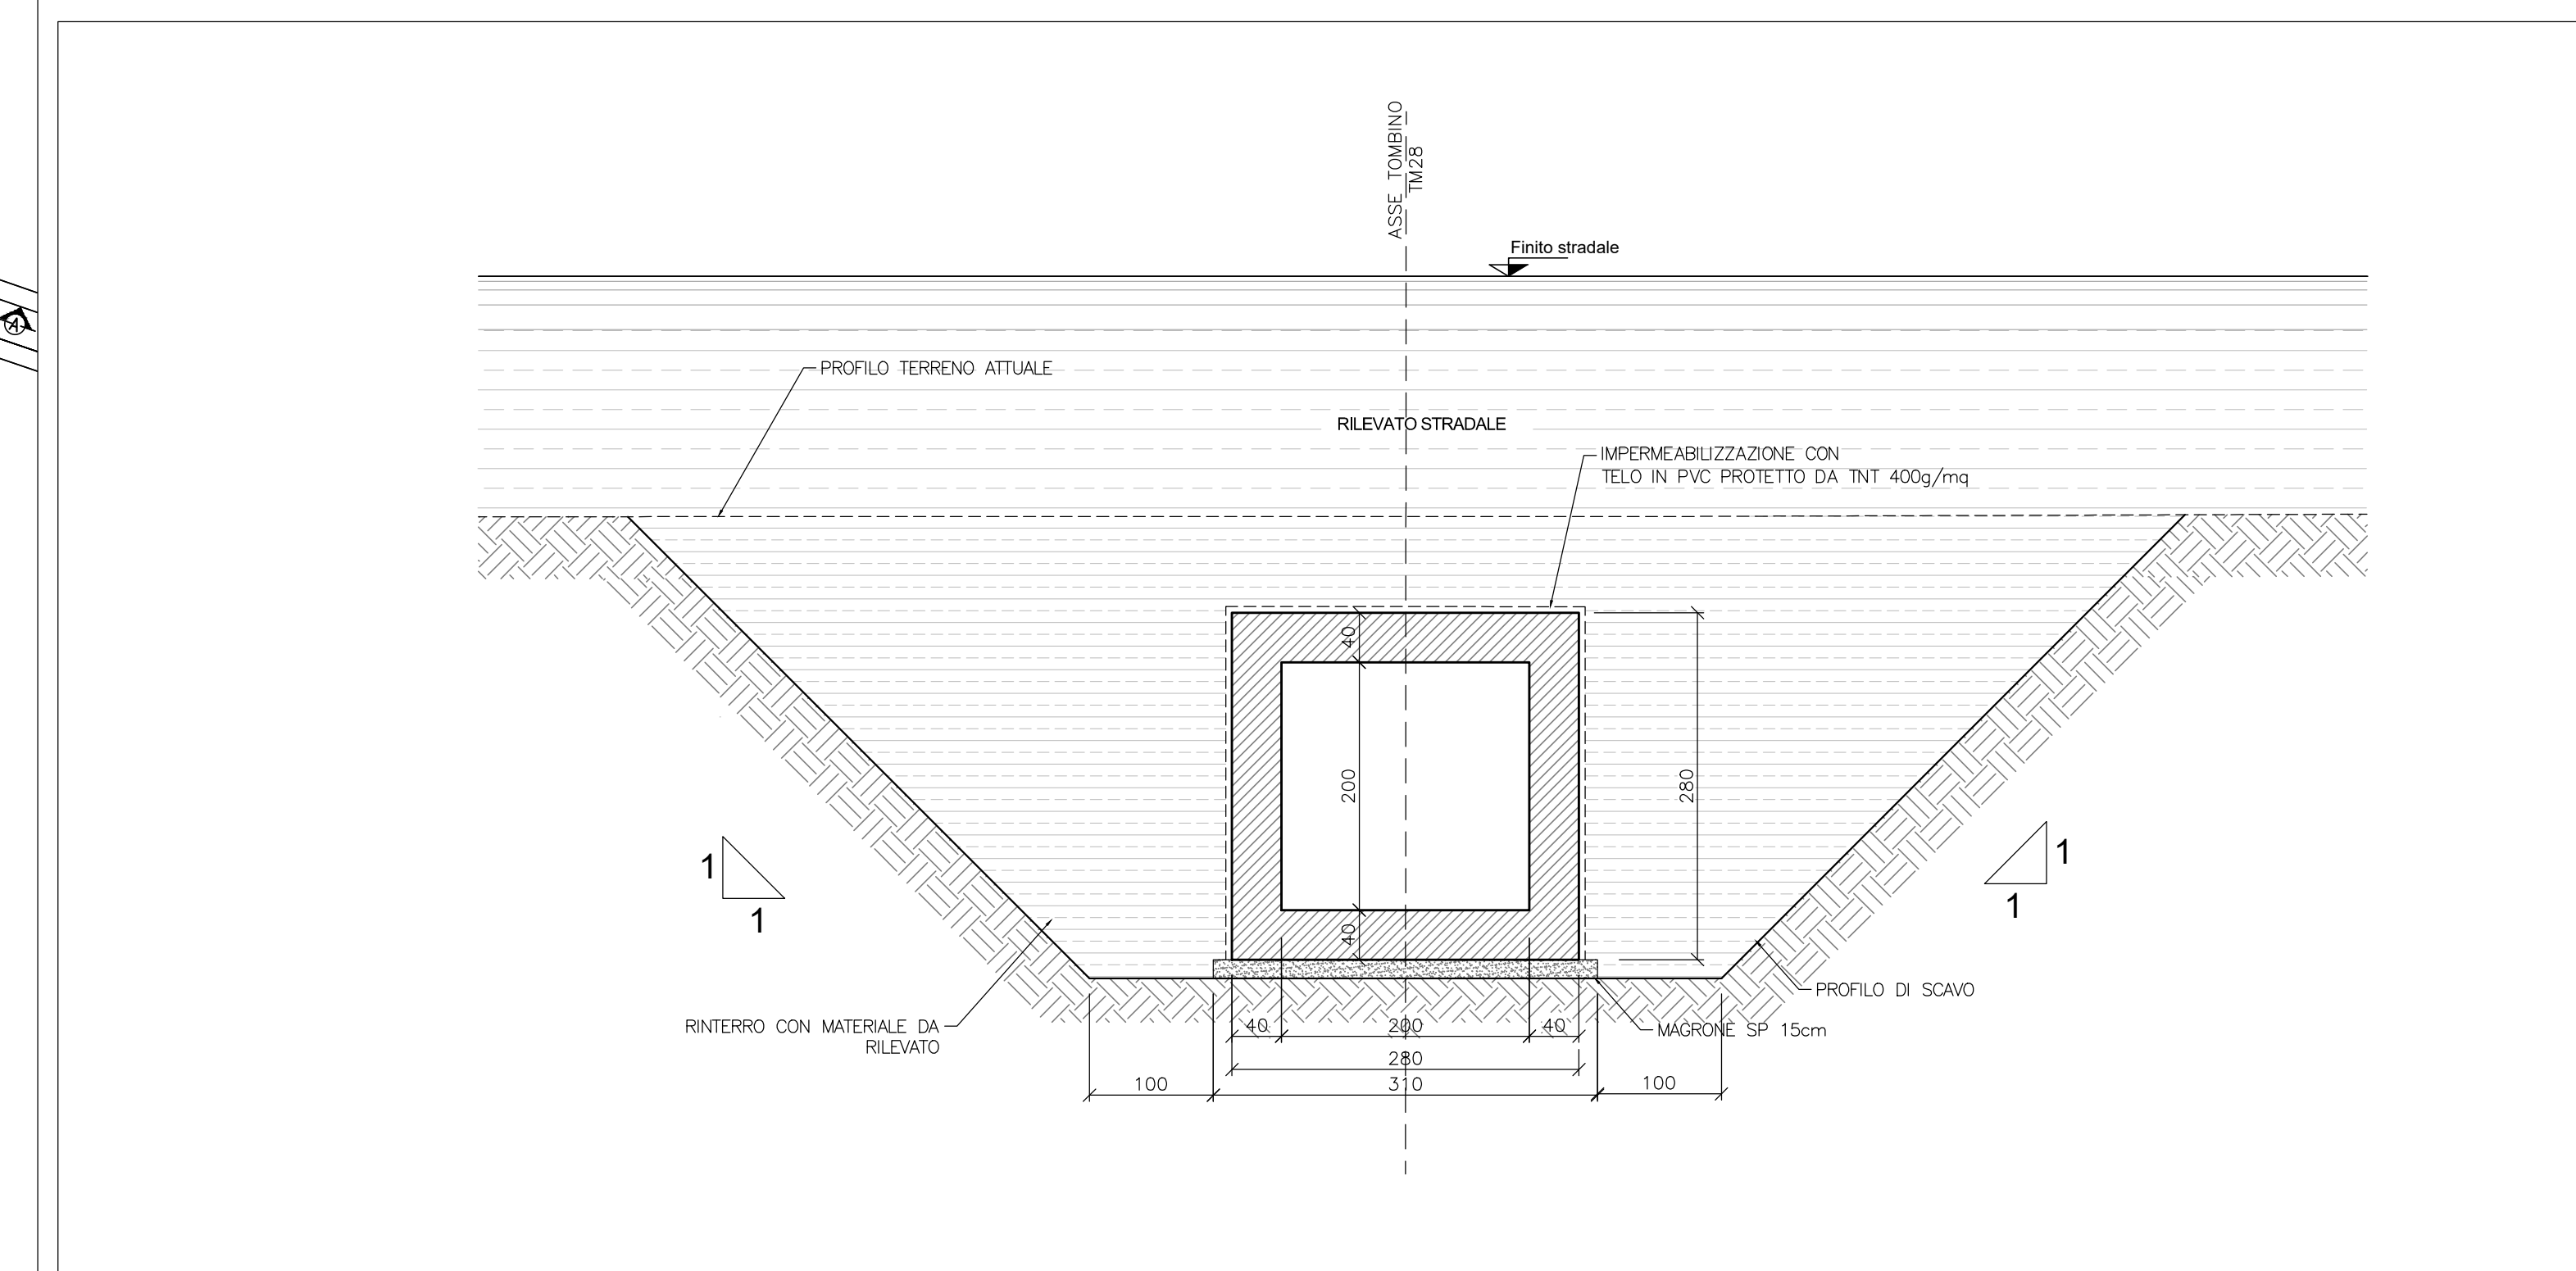 ASSE TOMBINO
TM28
Finito stradale
A
PROFILO TERRENO ATTUALE
RILEVATO STRADALE
IMPERMEABILIZZAZIONE CON
TELO IN PVC PROTETTO DA TNT 400g/mq
40
200
280
40
1
1
1
1
PROFILO DI SCAVO
RINTERRO CON MATERIALE DA
RILEVATO
MAGRONE SP 15cm
40
200
40
280
100
310
100